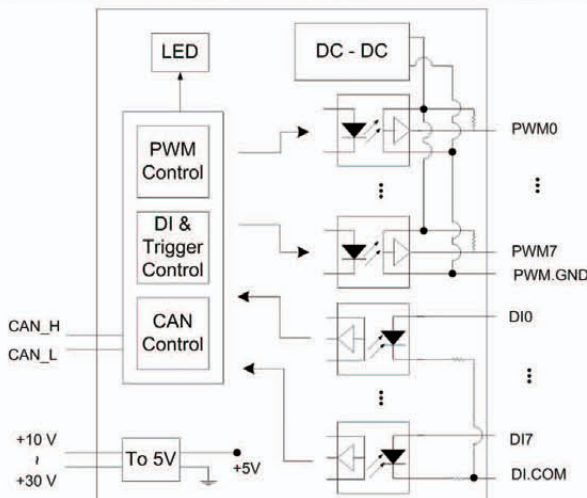 LED
DC - DC
PWM
Control
DI &
Trigger
Control
CAN
Control
PWM0
PWM7
PWM.GND
CAN_H
CAN_L
DI0
DI7
DI.COM
+10 V
~
+30 V
To 5V
+5V